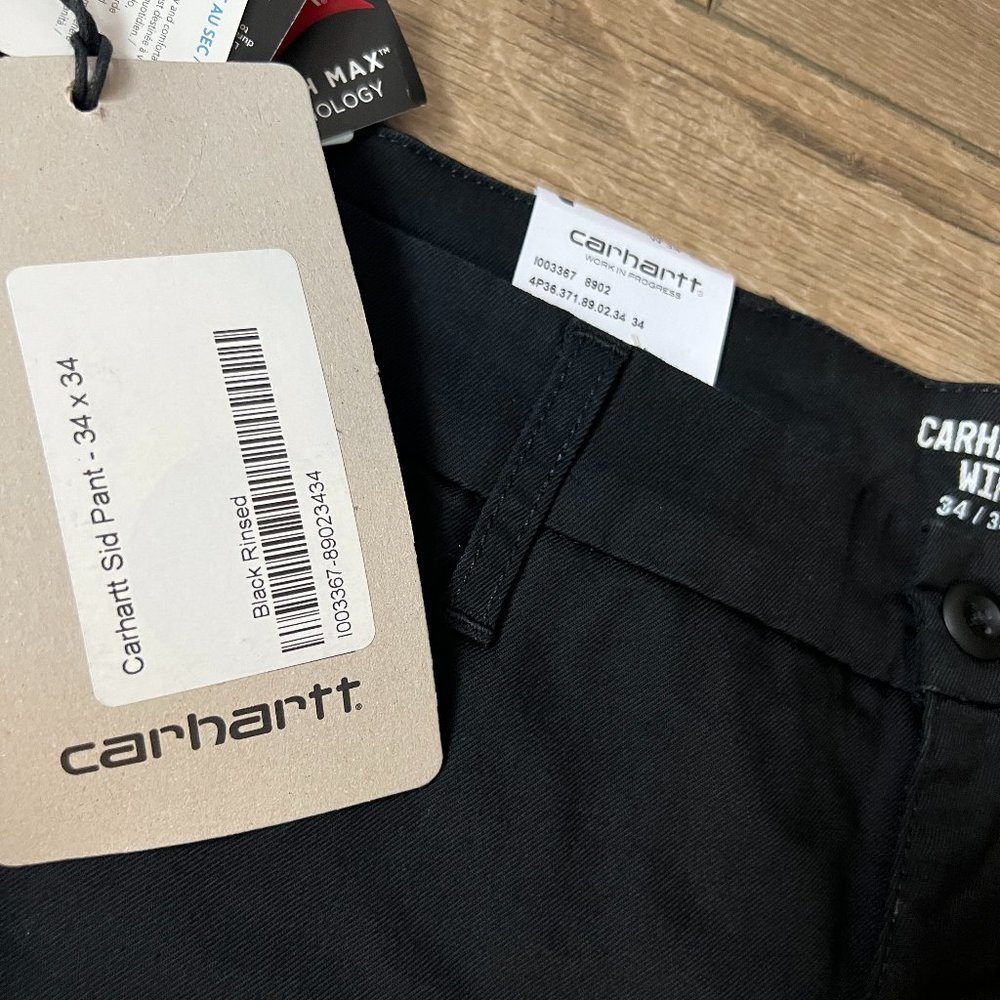 AU SEC
H MAX™
OLOGY
Carhartt Sid Pant - 34 x 34
Black Rinsed
I003367-89023434
carhartt.
carhartt
WORK IN PROGRESS
I003367 8902
4P36.371.89.02.34 34
CARH
WI
34 / 3